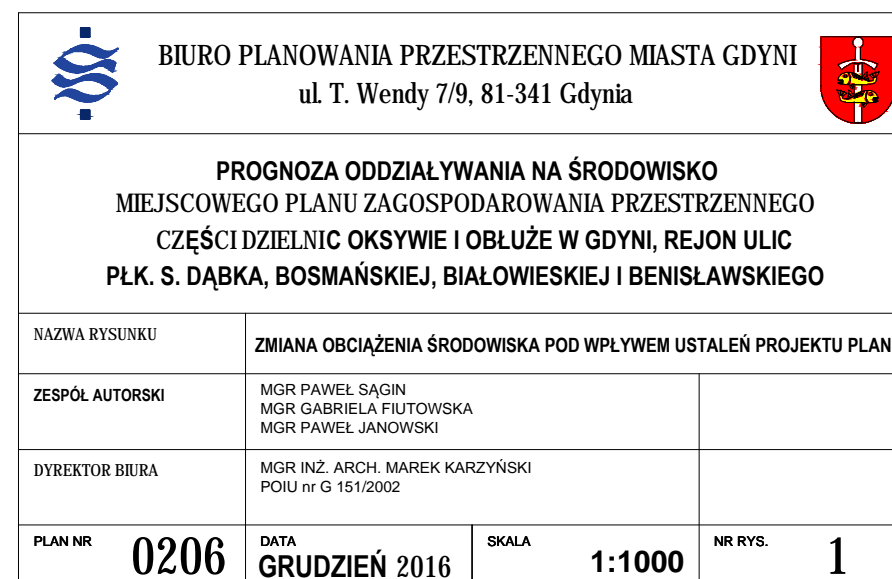 BIURO PLANOWANIA PRZESTRZENNEGO MIASTA GDYNI
ul. T. Wendy 7/9, 81-341 Gdynia
PROGNOZA ODDZIAŁYWANIA NA ŚRODOWISKO
MIEJSCOWEGO PLANU ZAGOSPODAROWANIA PRZESTRZENNEGO
CZĘŚCI DZIELNIC OKSYWIE I OBŁUŻE W GDYNI, REJON ULIC
PŁK. S. DĄBKA, BOSMAŃSKIEJ, BIAŁOWIESKIEJ I BENISŁAWSKIEGO
NAZWA RYSUNKU
ZMIANA OBCIĄŻENIA ŚRODOWISKA POD WPŁYWEM USTALEŃ PROJEKTU PLAN
ZESPÓŁ AUTORSKI
MGR PAWEŁ SĄGIN
MGR GABRIELA FIUTOWSKA
MGR PAWEŁ JANOWSKI
DYREKTOR BIURA
MGR INŻ. ARCH. MAREK KARZYŃSKI
POIU nr G 151/2002
PLAN NR 0206
DATA
GRUDZIEŃ 2016
SKALA
1:1000
NR RYS. 1